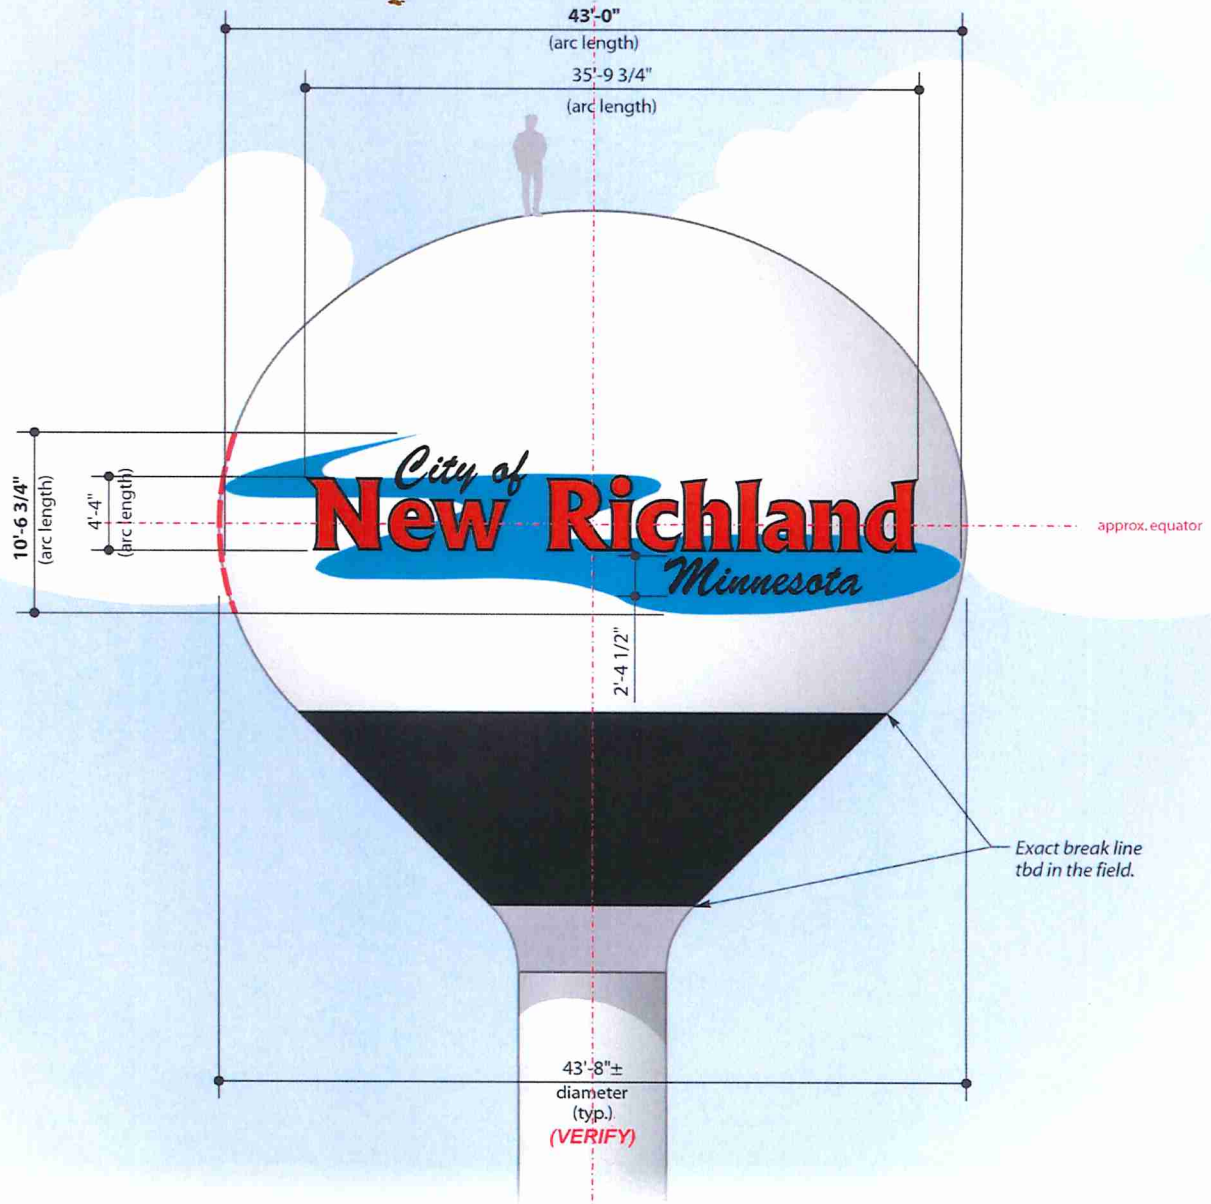 43'-0"
(arc length)
35'-9 3/4"
(arc length)
10'-6 3/4"
(arc length)
4'-4"
(arc length)
City of
New Richland
Minnesota
approx. equator
2'-4 1/2"
Exact break line
tbd in the field.
43'-8"±
diameter
(typ.)
(VERIFY)